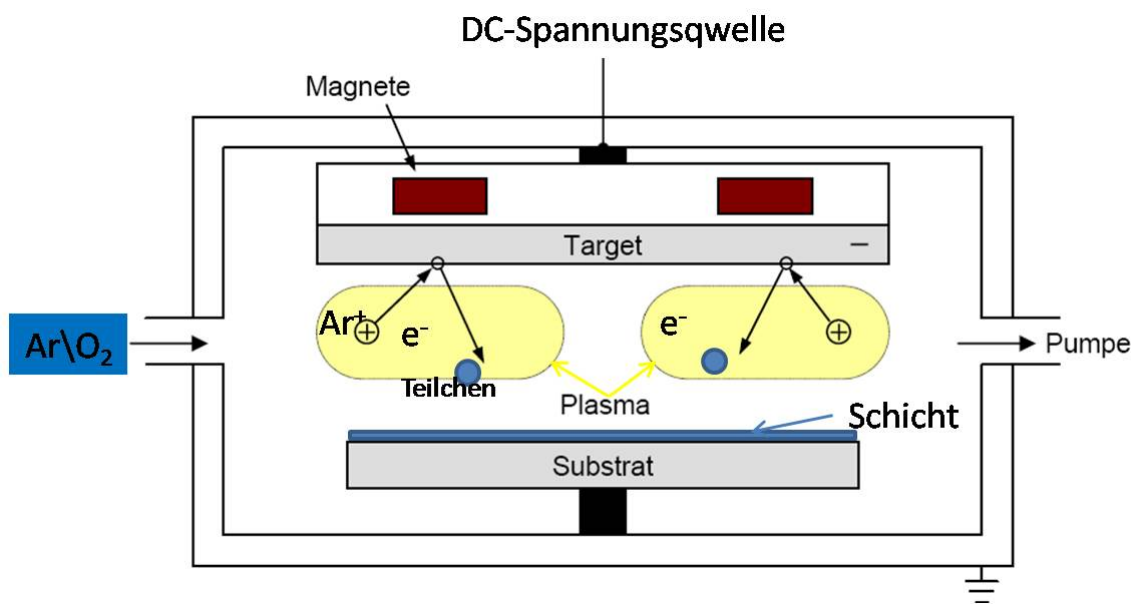 DC-Spannungsqwelle
Magnete
Target –
Ar\O₂
Ar⁺
e⁻
e⁻
Pumpe
Teilchen
Plasma
Schicht
Substrat